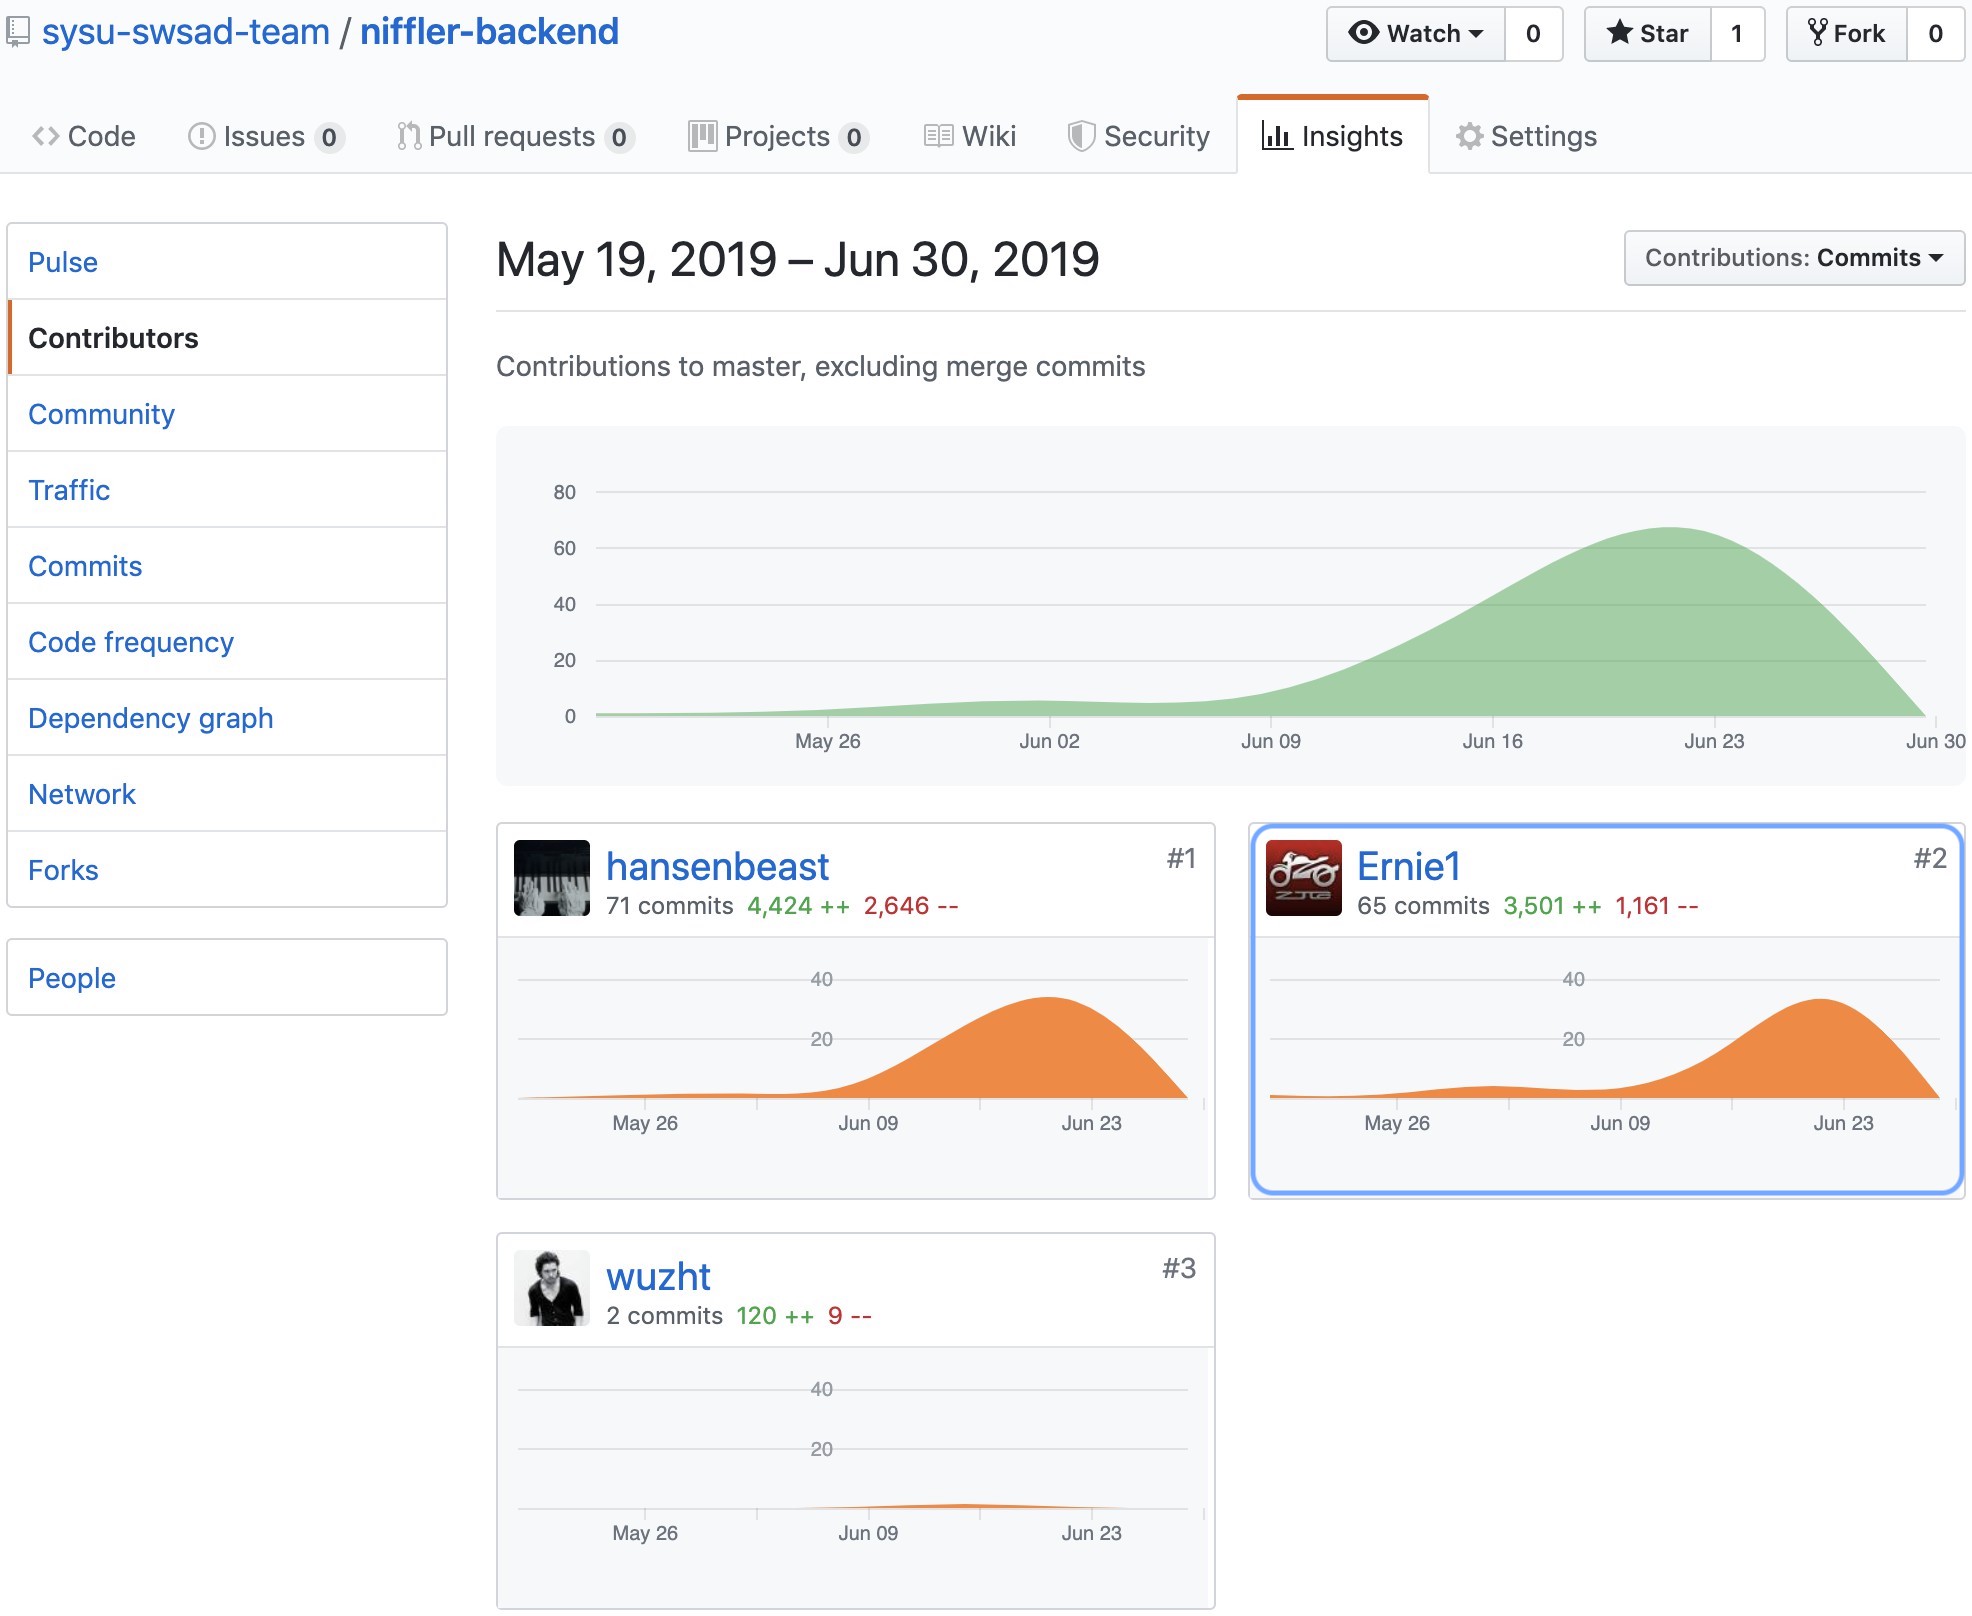 sysu-swsad-team / niffler-backend
Watch 0 Star 1 Fork 0
Code Issues 0 Pull requests 0 Projects 0 Wiki Security Insights Settings
Pulse
Contributors
Community
Traffic
Commits
Code frequency
Dependency graph
Network
Forks
People
May 19, 2019 – Jun 30, 2019
Contributions: Commits
Contributions to master, excluding merge commits
80
60
40
20
0
May 26 Jun 02 Jun 09 Jun 16 Jun 23 Jun 30
hansenbeast #1
71 commits 4,424 ++ 2,646 --
40
20
May 26 Jun 09 Jun 23
Ernie1 #2
65 commits 3,501 ++ 1,161 --
40
20
May 26 Jun 09 Jun 23
wuzht #3
2 commits 120 ++ 9 --
40
20
May 26 Jun 09 Jun 23